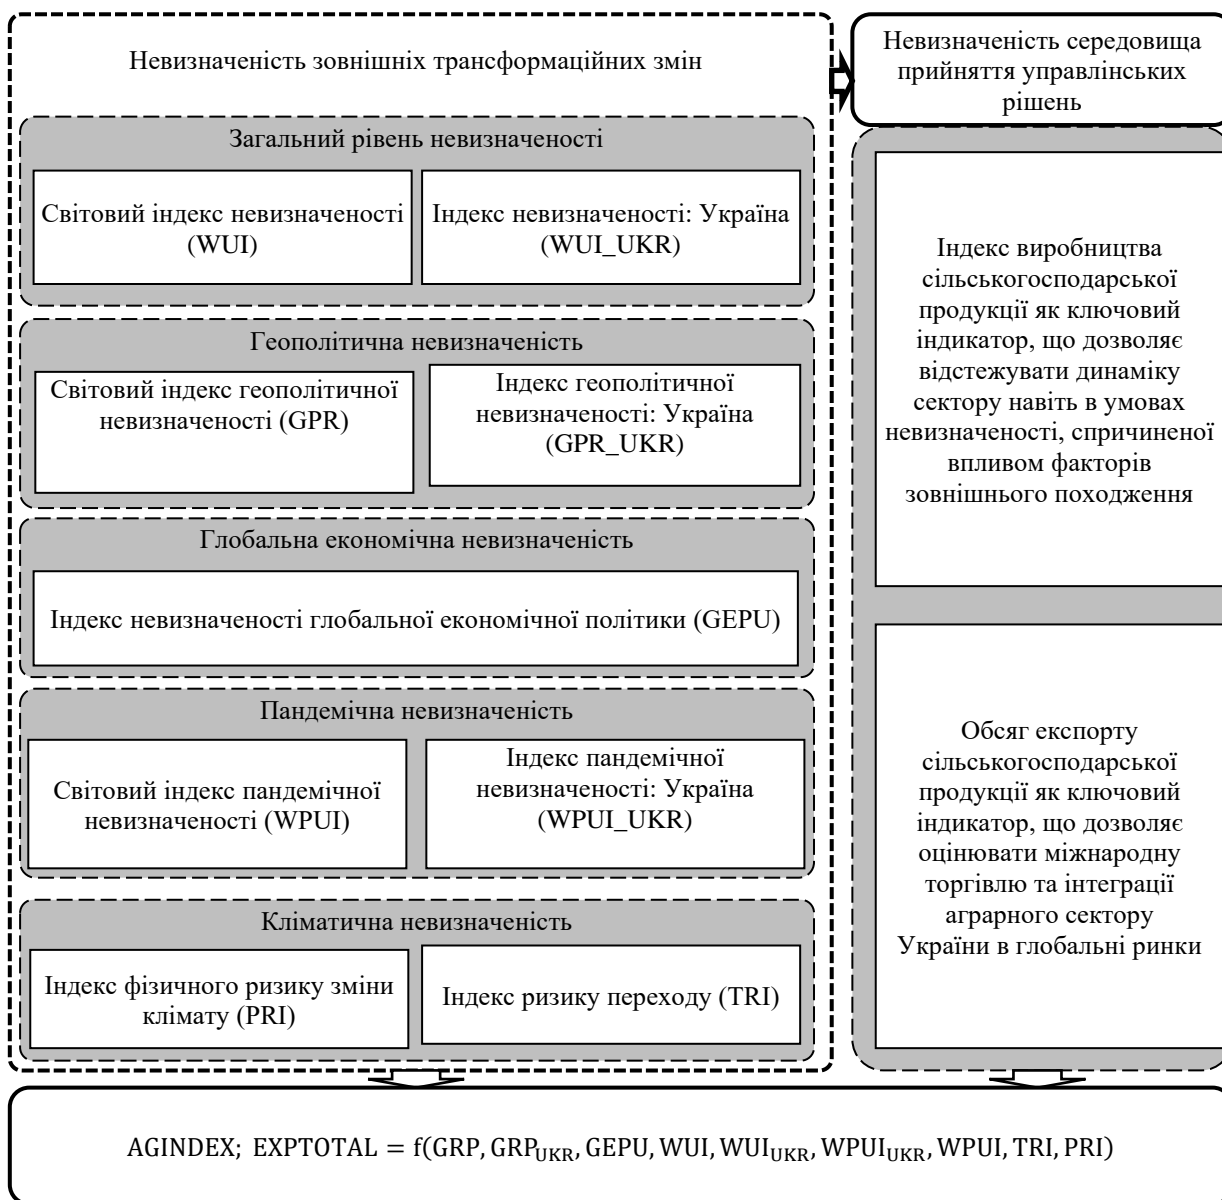 Невизначеність зовнішніх трансформаційних змін
Загальний рівень невизначеності
Світовий індекс невизначеності
(WUI)
Індекс невизначеності: Україна
(WUI_UKR)
Геополітична невизначеність
Світовий індекс геополітичної
невизначеності (GPR)
Індекс геополітичної
невизначеності: Україна
(GPR_UKR)
Глобальна економічна невизначеність
Індекс невизначеності глобальної економічної політики (GEPU)
Пандемічна невизначеність
Світовий індекс пандемічної
невизначеності (WPUI)
Індекс пандемічної
невизначеності: Україна
(WPUI_UKR)
Кліматична невизначеність
Індекс фізичного ризику зміни
клімату (PRI)
Індекс ризику переходу (TRI)
Невизначеність середовища
прийняття управлінських
рішень
Індекс виробництва
сільськогосподарської
продукції як ключовий
індикатор, що дозволяє
відстежувати динаміку
сектору навіть в умовах
невизначеності, спричиненої
впливом факторів
зовнішнього походження
Обсяг експорту
сільськогосподарської
продукції як ключовий
індикатор, що дозволяє
оцінювати міжнародну
торгівлю та інтеграції
аграрного сектору
України в глобальні ринки
AGINDEX; EXPTOTAL = f(GRP, GRP_UKR, GEPU, WUI, WUI_UKR, WPUI_UKR, WPUI, TRI, PRI)